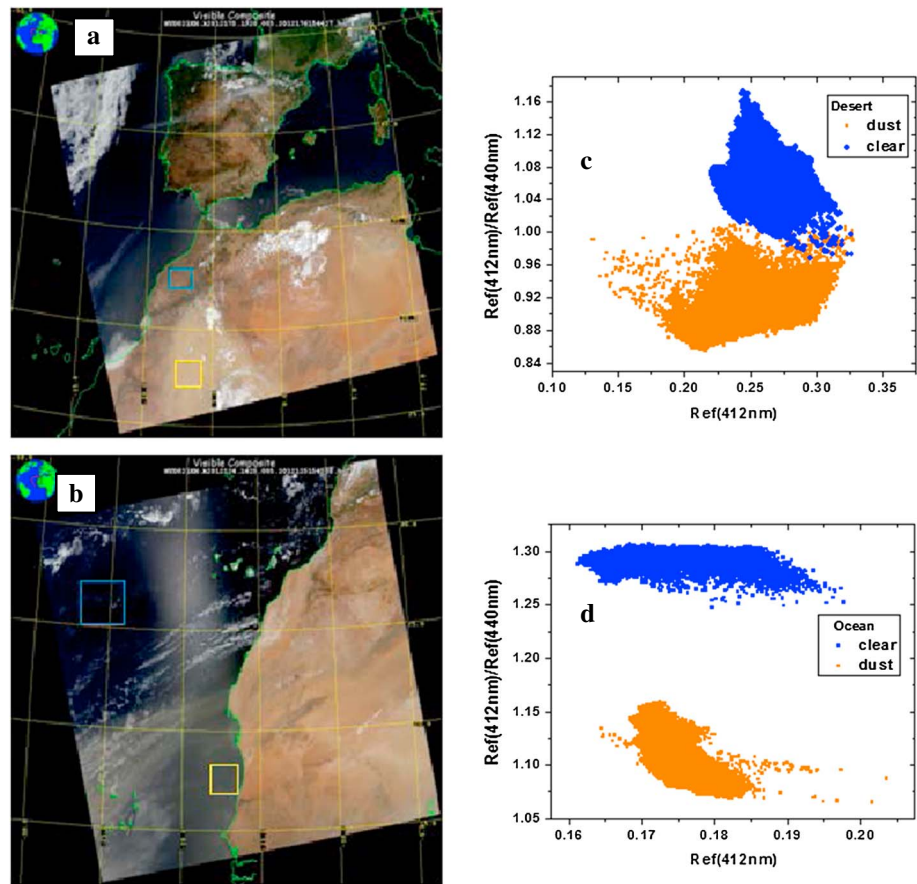 a
Visible Composite
b
Visible Composite
c
Ref(412nm)/Ref(440nm)
1.16
1.12
1.08
1.04
1.00
0.96
0.92
0.88
0.84
0.10 0.15 0.20 0.25 0.30 0.35
Ref(412nm)
Desert
dust
clear
d
Ref(412nm)/Ref(440nm)
1.30
1.25
1.20
1.15
1.10
1.05
0.16 0.17 0.18 0.19 0.20
Ref(412nm)
Ocean
clear
dust